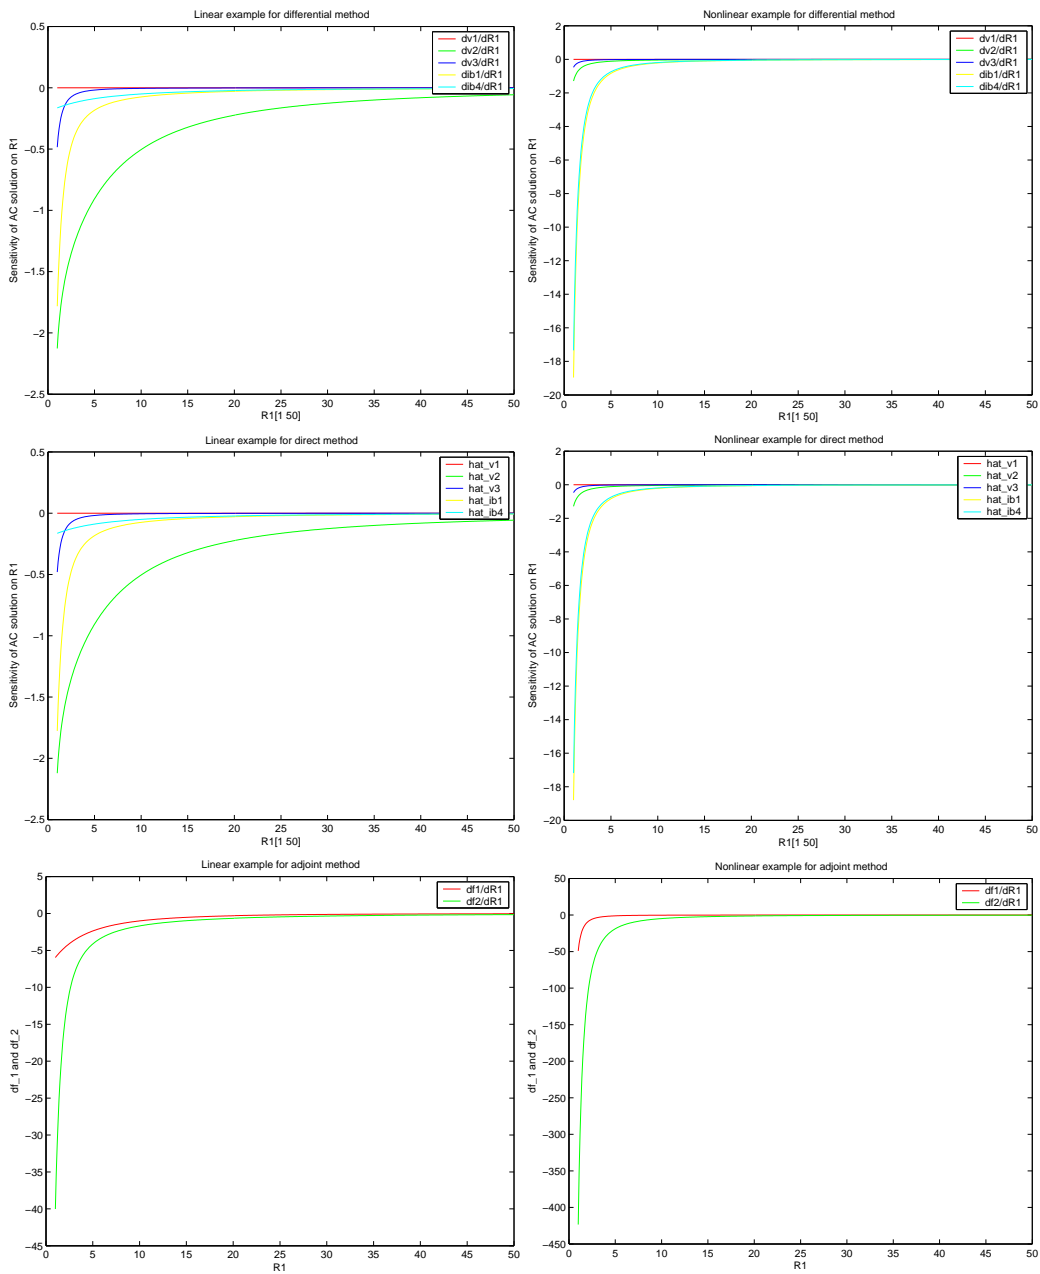 Linear example for differential method
0.5
0
−0.5
−1
−1.5
−2
−2.5
0 5 10 15 20 25 30 35 40 45 50
R1[1 50]
Sensitivity of AC solution on R1
dv1/dR1
dv2/dR1
dv3/dR1
dib1/dR1
dib4/dR1
Nonlinear example for differential method
2
0
−2
−4
−6
−8
−10
−12
−14
−16
−18
−20
0 5 10 15 20 25 30 35 40 45 50
R1[1 50]
Sensitivity of AC solution on R1
dv1/dR1
dv2/dR1
dv3/dR1
dib1/dR1
dib4/dR1
Linear example for direct method
0.5
0
−0.5
−1
−1.5
−2
−2.5
0 5 10 15 20 25 30 35 40 45 50
R1[1 50]
Sensitivity of AC solution on R1
hat_v1
hat_v2
hat_v3
hat_ib1
hat_ib4
Nonlinear example for direct method
2
0
−2
−4
−6
−8
−10
−12
−14
−16
−18
−20
0 5 10 15 20 25 30 35 40 45 50
R1[1 50]
Sensitivity of AC solution on R1
hat_v1
hat_v2
hat_v3
hat_ib1
hat_ib4
Linear example for adjoint method
5
0
−5
−10
−15
−20
−25
−30
−35
−40
−45
0 5 10 15 20 25 30 35 40 45 50
R1
df_1 and df_2
df1/dR1
df2/dR1
Nonlinear example for adjoint method
50
0
−50
−100
−150
−200
−250
−300
−350
−400
−450
0 5 10 15 20 25 30 35 40 45 50
R1
df_1 and df_2
df1/dR1
df2/dR1